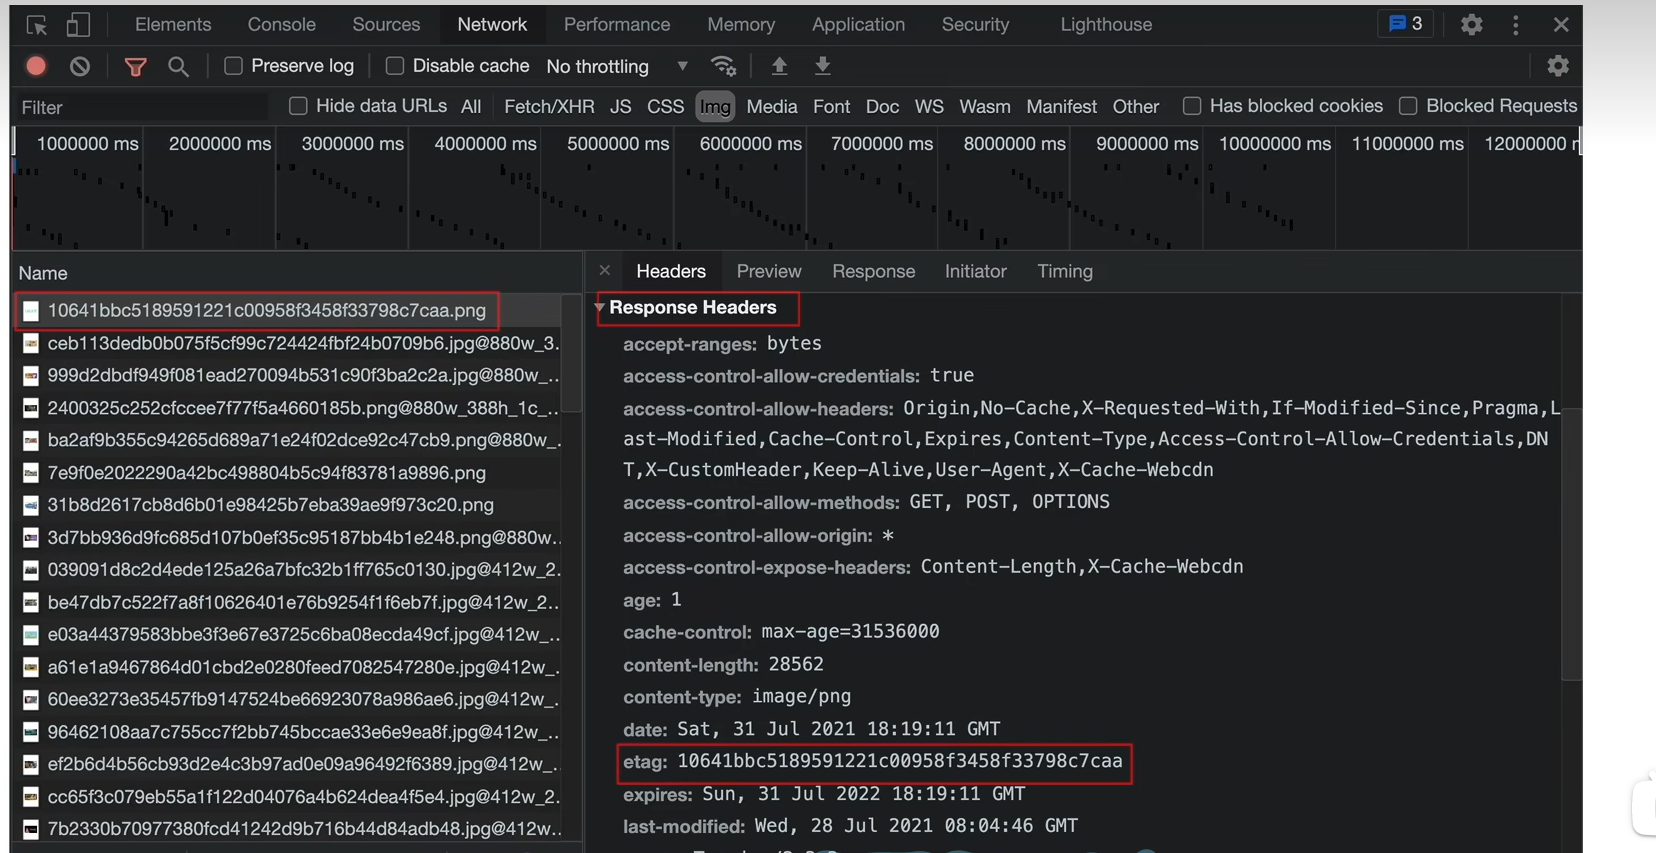 Elements Console Sources Network Performance Memory Application Security Lighthouse 3
Preserve log Disable cache No throttling
Filter Hide data URLs All Fetch/XHR JS CSS Img Media Font Doc WS Wasm Manifest Other Has blocked cookies Blocked Requests
1000000 ms 2000000 ms 3000000 ms 4000000 ms 5000000 ms 6000000 ms 7000000 ms 8000000 ms 9000000 ms 10000000 ms 11000000 ms 12000000
Name
10641bbc5189591221c00958f3458f33798c7caa.png
ceb113dedb0b075f5cf99c724424fbf24b0709b6.jpg@880w_3...
999d2dbdf949f081ead270094b531c90f3ba2c2a.jpg@880w_...
2400325c252cfccee7f77f5a4660185b.png@880w_388h_1c_...
ba2af9b355c94265d689a71e24f02dce92c47cb9.png@880w_...
7e9f0e2022290a42bc498804b5c94f83781a9896.png
31b8d2617cb8d6b01e98425b7eba39ae9f973c20.png
3d7bb936d9fc685d107b0ef35c95187bb4b1e248.png@880w...
039091d8c2d4ede125a26a7bfc32b1ff765c0130.jpg@412w_2...
be47db7c522f7a8f10626401e76b9254f1f6eb7f.jpg@412w_2...
e03a44379583bbe3f3e67e3725c6ba08ecda49cf.jpg@412w_...
a61e1a9467864d01cbd2e0280feed7082547280e.jpg@412w_...
60ee3273e35457fb9147524be66923078a986ae6.jpg@412w_...
96462108aa7c755cc7f2bb745bccae33e6e9ea8f.jpg@412w_...
ef2b6d4b56cb93d2e4c3b97ad0e09a96492f6389.jpg@412w_...
cc65f3c079eb55a1f122d04076a4b624dea4f5e4.jpg@412w_2...
7b2330b70977380fcd41242d9b716b44d84adb48.jpg@412w...
Headers Preview Response Initiator Timing
Response Headers
accept-ranges: bytes
access-control-allow-credentials: true
access-control-allow-headers: Origin,No-Cache,X-Requested-With,If-Modified-Since,Pragma,L
ast-Modified,Cache-Control,Expires,Content-Type,Access-Control-Allow-Credentials,DN
T,X-CustomHeader,Keep-Alive,User-Agent,X-Cache-Webcdn
access-control-allow-methods: GET, POST, OPTIONS
access-control-allow-origin: *
access-control-expose-headers: Content-Length,X-Cache-Webcdn
age: 1
cache-control: max-age=31536000
content-length: 28562
content-type: image/png
date: Sat, 31 Jul 2021 18:19:11 GMT
etag: 10641bbc5189591221c00958f3458f33798c7caa
expires: Sun, 31 Jul 2022 18:19:11 GMT
last-modified: Wed, 28 Jul 2021 08:04:46 GMT